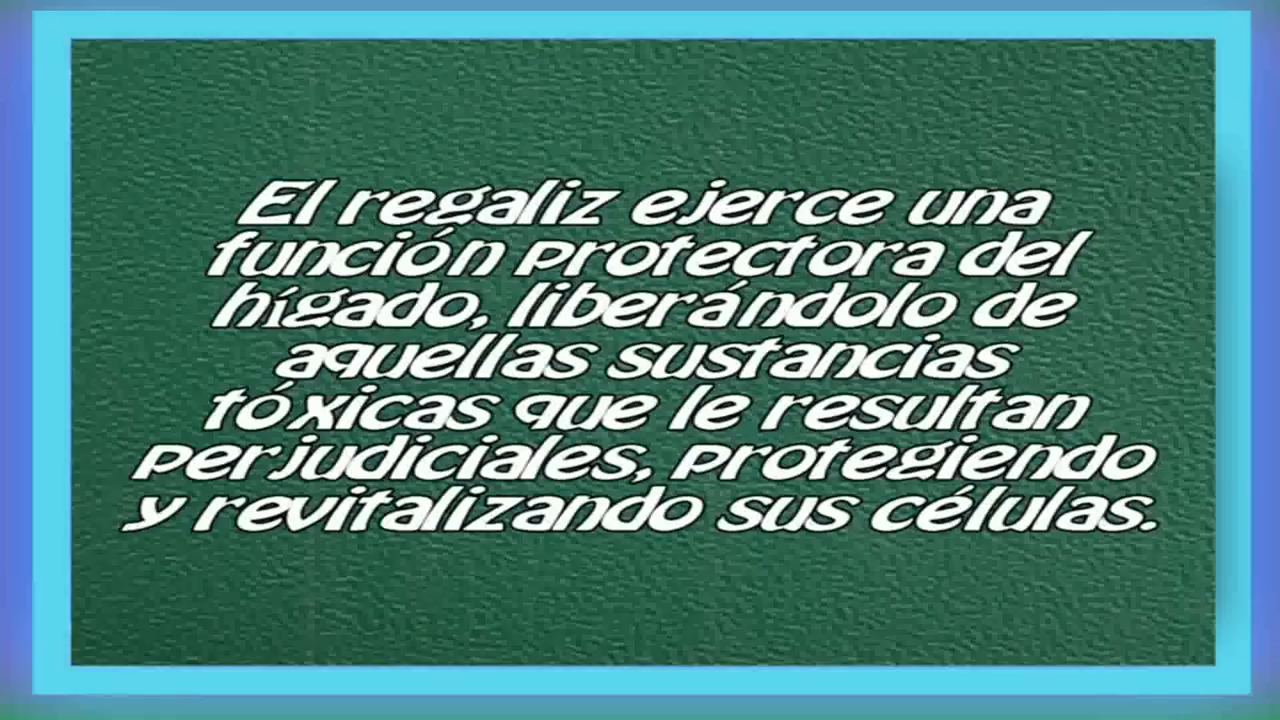 El regaliz ejerce una
función protectora del
hígado, liberándolo de
aquellas sustancias
tóxicas que le resultan
perjudiciales, protegiendo
y revitalizando sus células.